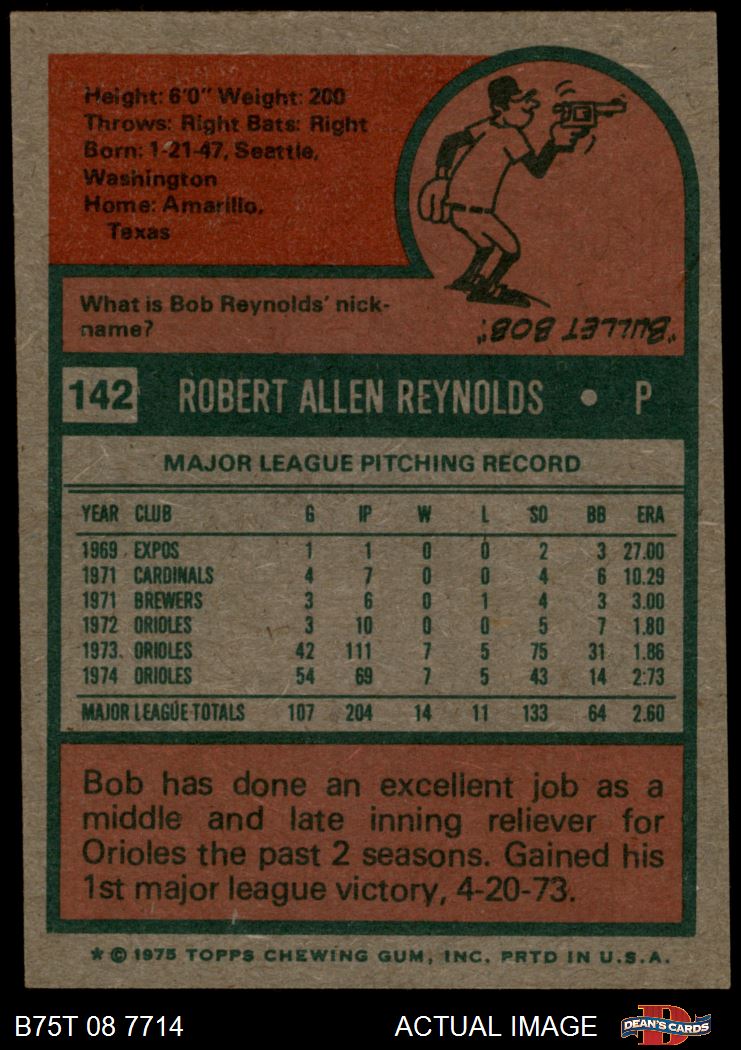 Height: 6'0" Weight: 200
Throws: Right Bats: Right
Born: 1-21-47, Seattle,
Washington
Home: Amarillo,
Texas
What is Bob Reynolds' nick-
name?
"BULLET BOB".
142 ROBERT ALLEN REYNOLDS • P
MAJOR LEAGUE PITCHING RECORD
YEAR CLUB G IP W L SO BB ERA
1969 EXPOS 1 1 0 0 2 3 27.00
1971 CARDINALS 4 7 0 0 4 6 10.29
1971 BREWERS 3 6 0 1 4 3 3.00
1972 ORIOLES 3 10 0 0 5 7 1.80
1973. ORIOLES 42 111 7 5 75 31 1.86
1974 ORIOLES 54 69 7 5 43 14 2.73
MAJOR LEAGUE TOTALS 107 204 14 11 133 64 2.60
Bob has done an excellent job as a
middle and late inning reliever for
Orioles the past 2 seasons. Gained his
1st major league victory, 4-20-73.
* © 1975 TOPPS CHEWING GUM, INC. PRTD IN U.S.A.
B75T 08 7714 ACTUAL IMAGE D DEAN'S CARDS